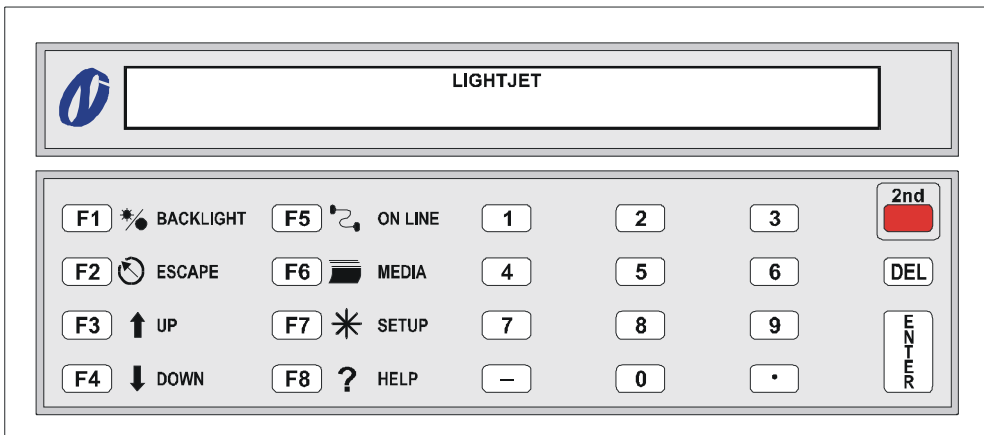 LIGHTJET
F1 BACKLIGHT F5 ON LINE 1 2 3 2nd
F2 ESCAPE F6 MEDIA 4 5 6 DEL
F3 UP F7 SETUP 7 8 9 ENTER
F4 DOWN F8 ? HELP – 0 •